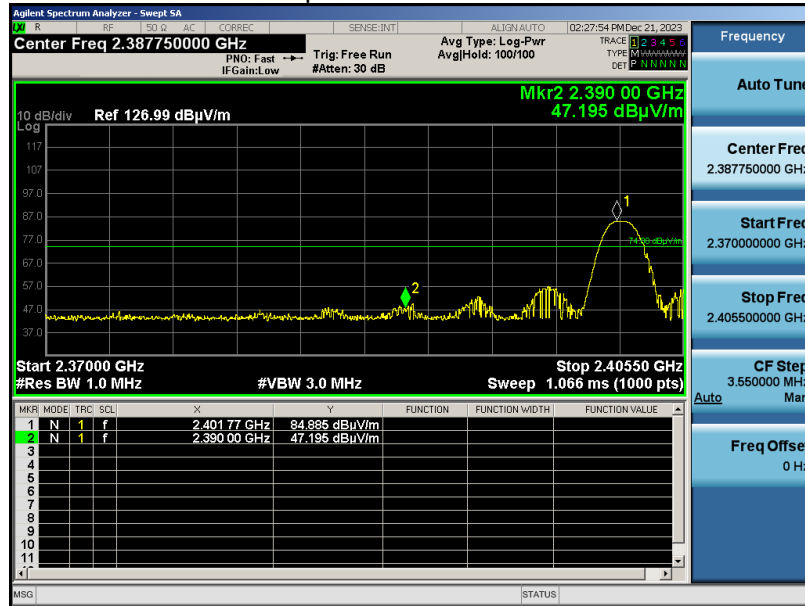 Agilent Spectrum Analyzer - Swept SA
LXI R RF 50 Ω AC CORREC SENSE:INT ALIGN AUTO 02:27:54 PM Dec 21, 2023
Center Freq 2.387750000 GHz
PNO: Fast
IFGain:Low
Trig: Free Run
#Atten: 30 dB
Avg Type: Log-Pwr
Avg|Hold: 100/100
TRACE 1 2 3 4 5 6
TYPE M WWWWW
DET P N N N N N
Mkr2 2.390 00 GHz
47.195 dBµV/m
10 dB/div Ref 126.99 dBµV/m
Log
117
107
97.0
87.0
77.0
67.0
57.0
47.0
37.0
1
2
74.00 dBµV/m
Start 2.37000 GHz Stop 2.40550 GHz
#Res BW 1.0 MHz #VBW 3.0 MHz Sweep 1.066 ms (1000 pts)
MKR MODE TRC SCL X Y FUNCTION FUNCTION WIDTH FUNCTION VALUE
1 N 1 f 2.401 77 GHz 84.885 dBµV/m
2 N 1 f 2.390 00 GHz 47.195 dBµV/m
3
4
5
6
7
8
9
10
11
MSG STATUS
Frequency
Auto Tune
Center Freq
2.387750000 GHz
Start Freq
2.370000000 GHz
Stop Freq
2.405500000 GHz
CF Step
3.550000 MHz
Auto Man
Freq Offset
0 Hz